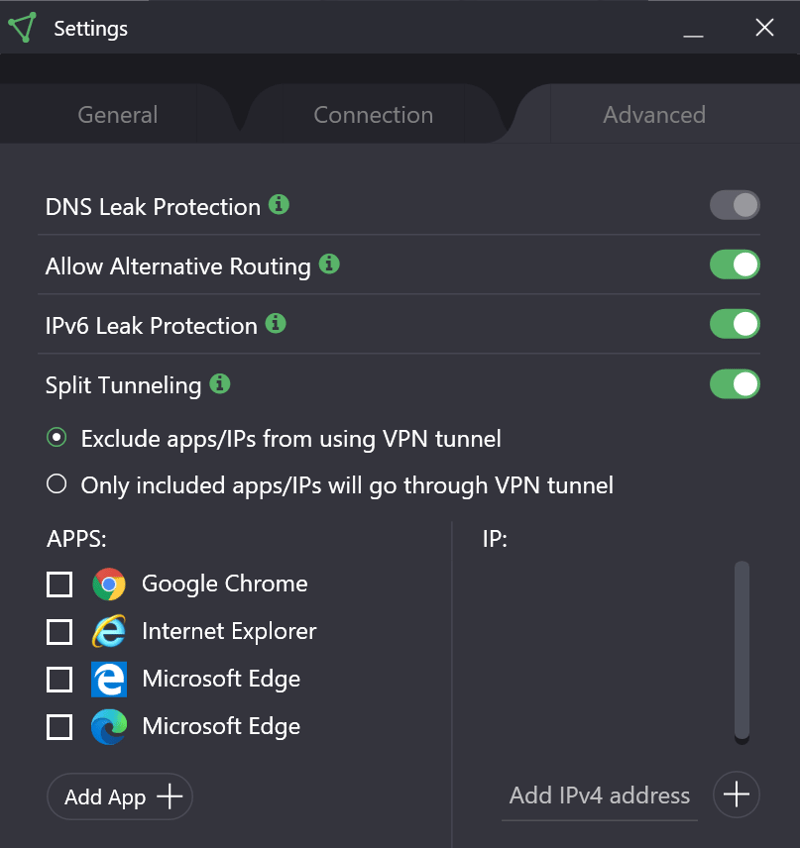 Settings
General Connection Advanced
DNS Leak Protection
Allow Alternative Routing
IPv6 Leak Protection
Split Tunneling
Exclude apps/IPs from using VPN tunnel
Only included apps/IPs will go through VPN tunnel
APPS:
Google Chrome
Internet Explorer
Microsoft Edge
Microsoft Edge
Add App
IP:
Add IPv4 address